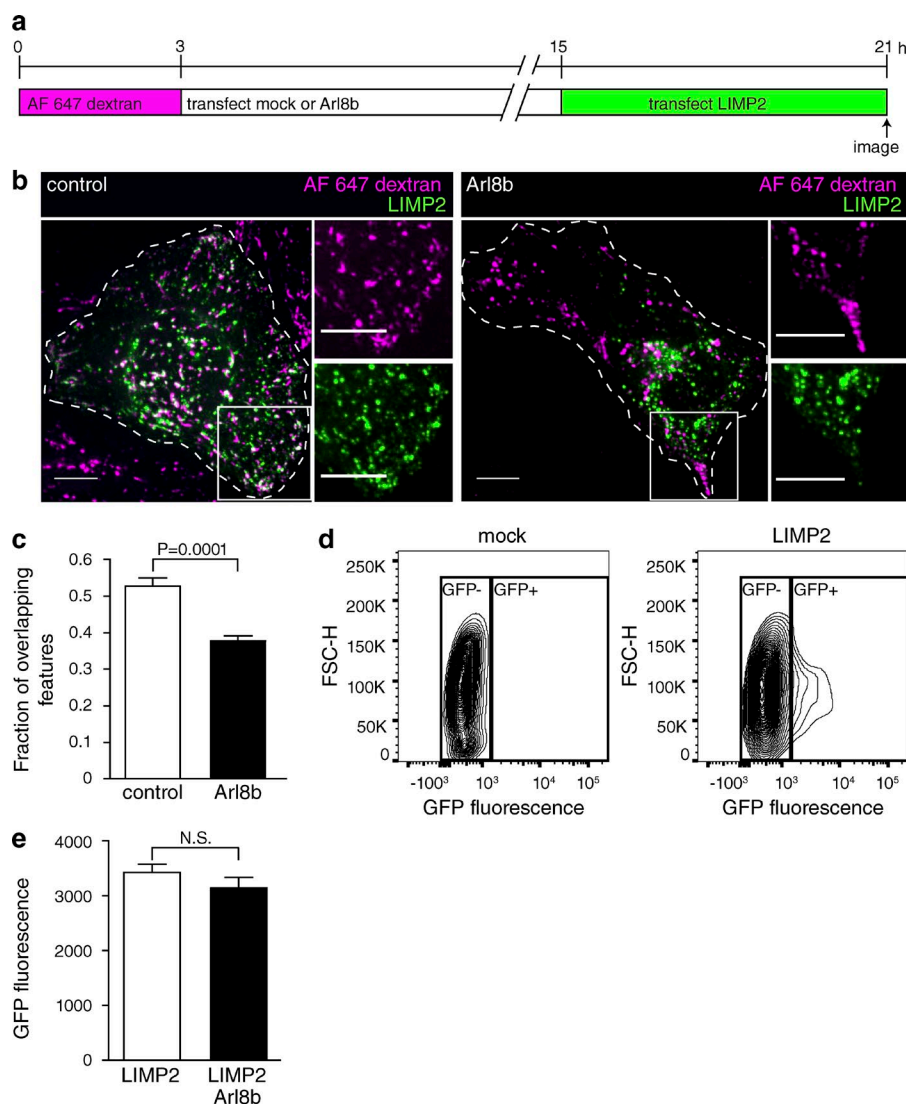 a
0 3 15 21 h
AF 647 dextran transfect mock or Arl8b transfect LIMP2
image
b
control AF 647 dextran
LIMP2
Arl8b AF 647 dextran
LIMP2
c
P=0.0001
Fraction of overlapping
features
0.6
0.5
0.4
0.3
0.2
0.1
0
control Arl8b
d
mock
FSC-H
250K
200K
150K
100K
50K
0
GFP- GFP+
-100³ 10³ 10⁴ 10⁵
GFP fluorescence
LIMP2
FSC-H
250K
200K
150K
100K
50K
0
GFP- GFP+
-100³ 10³ 10⁴ 10⁵
GFP fluorescence
e
N.S.
GFP fluorescence
4000
3000
2000
1000
0
LIMP2 LIMP2
Arl8b